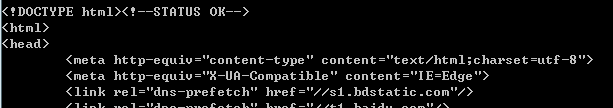 <!DOCTYPE html><!--STATUS OK-->
<html>
<head>
<meta http-equiv="content-type" content="text/html;charset=utf-8">
<meta http-equiv="X-UA-Compatible" content="IE=Edge">
<link rel="dns-prefetch" href="//s1.bdstatic.com"/>
<link rel="dns-prefetch" href="//t1.baidu.com"/>